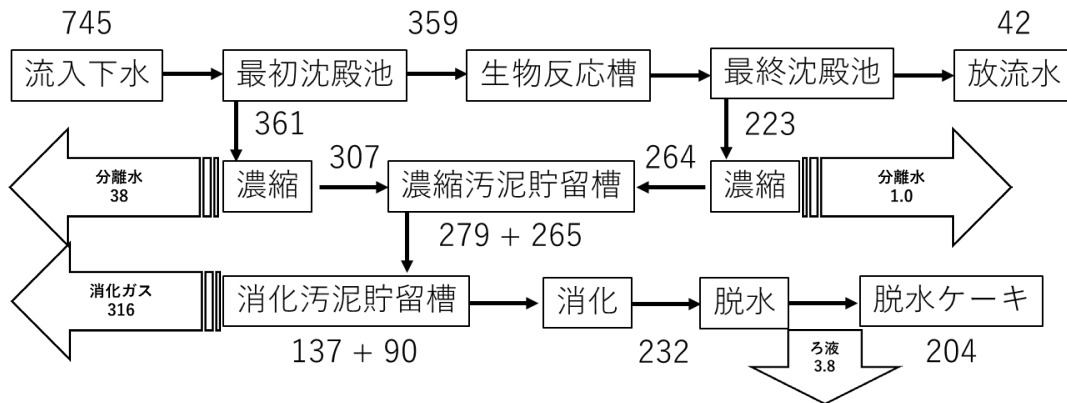 745
359
42
流入下水
最初沈殿池
生物反応槽
最終沈殿池
放流水
361
223
分離水
38
濃縮
307
濃縮汚泥貯留槽
264
濃縮
分離水
1.0
279 + 265
消化ガス
316
消化汚泥貯留槽
消化
脱水
脱水ケーキ
137 + 90
232
ろ液
3.8
204